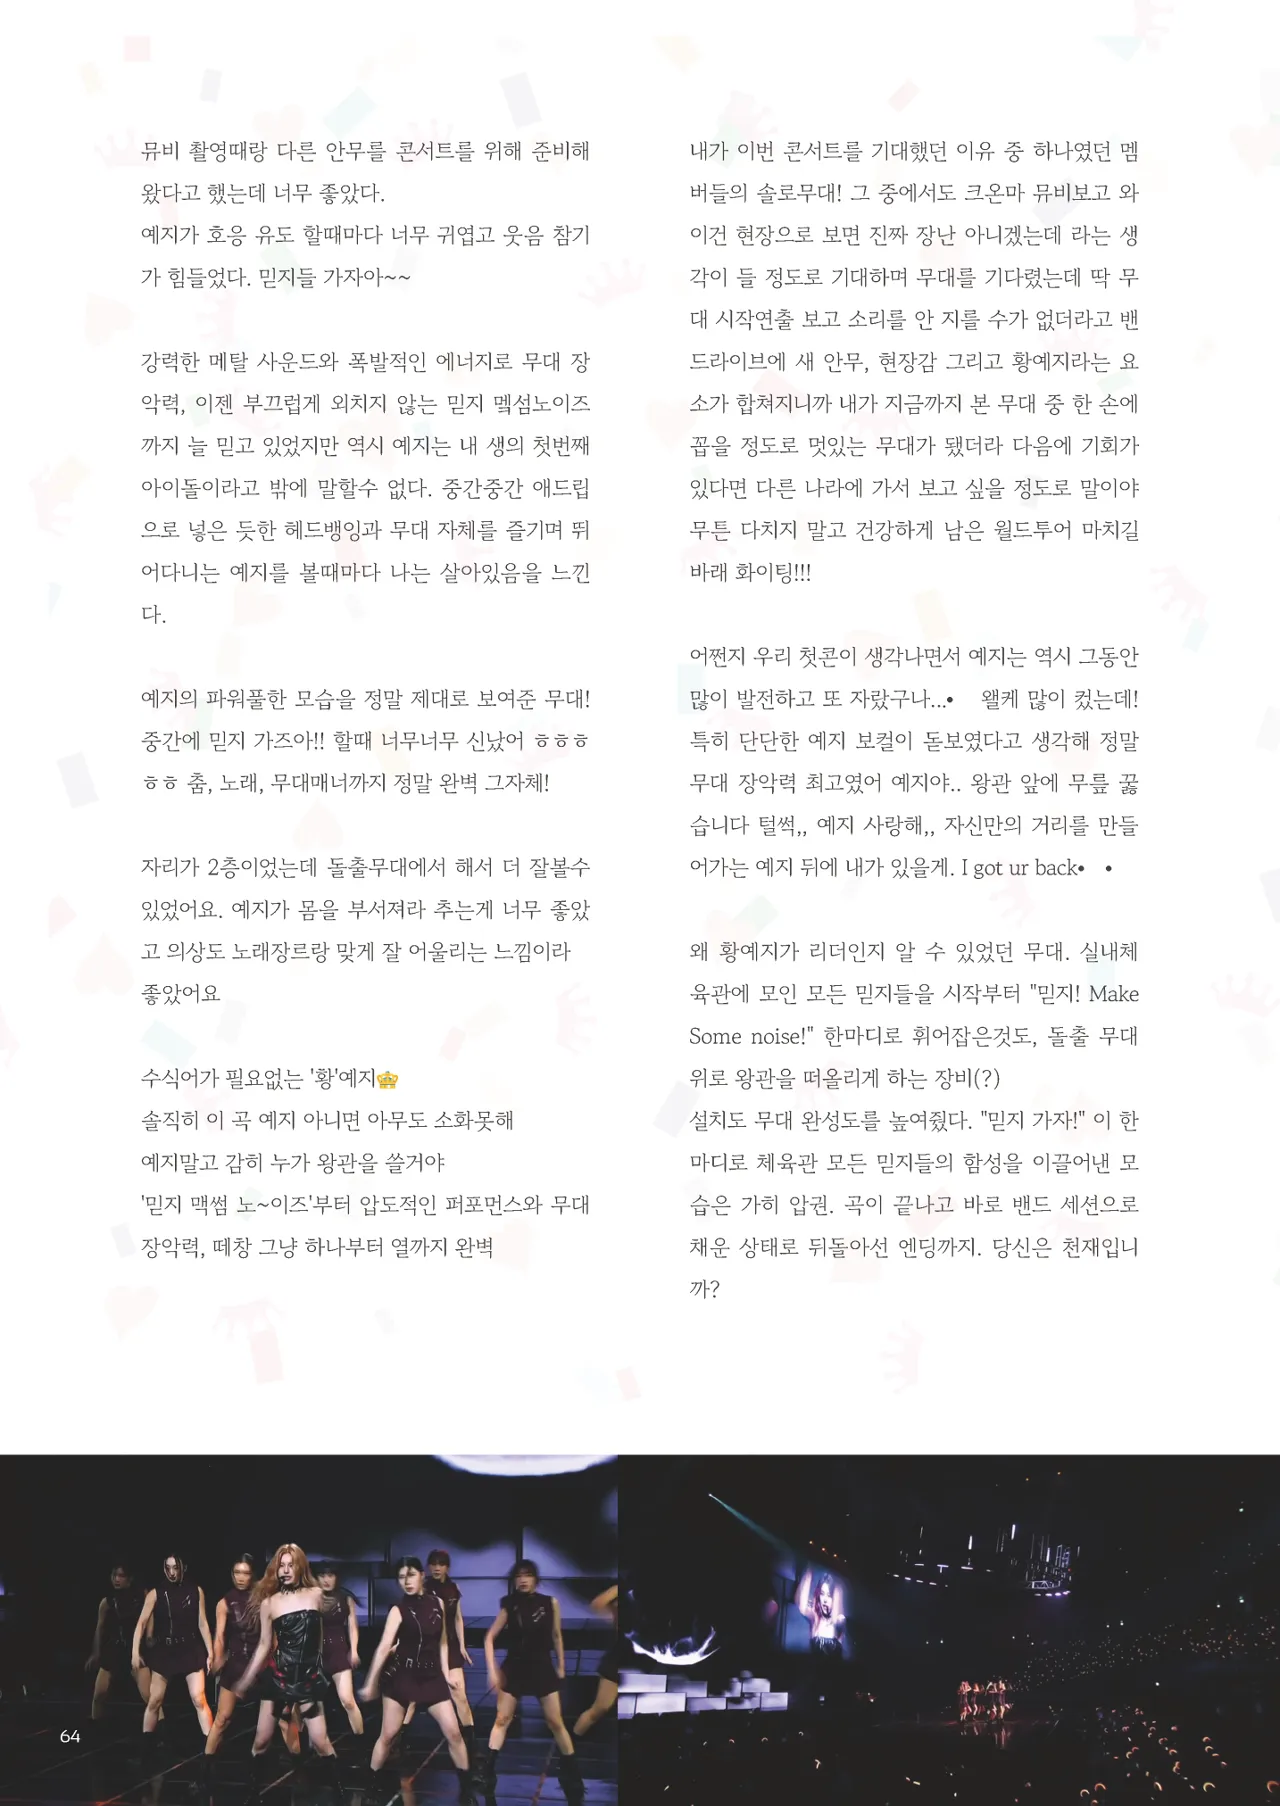 뮤비 촬영때랑 다른 안무를 콘서트를 위해 준비해
왔다고 했는데 너무 좋았다.
예지가 호응 유도 할때마다 너무 귀엽고 웃음 참기
가 힘들었다. 믿지들 가자아~~
강력한 메탈 사운드와 폭발적인 에너지로 무대 장
악력, 이젠 부끄럽게 외치지 않는 믿지 멬섬노이즈
까지 늘 믿고 있었지만 역시 예지는 내 생의 첫번째
아이돌이라고 밖에 말할수 없다. 중간중간 애드립
으로 넣은 듯한 헤드뱅잉과 무대 자체를 즐기며 뛰
어다니는 예지를 볼때마다 나는 살아있음을 느낀
다.
예지의 파워풀한 모습을 정말 제대로 보여준 무대!
중간에 믿지 가즈아!! 할때 너무너무 신났어 ㅎㅎㅎ
ㅎㅎ 춤, 노래, 무대매너까지 정말 완벽 그자체!
자리가 2층이었는데 돌출무대에서 해서 더 잘볼수
있었어요. 예지가 몸을 부서져라 추는게 너무 좋았
고 의상도 노래장르랑 맞게 잘 어울리는 느낌이라
좋았어요
수식어가 필요없는 '황'예지👑
솔직히 이 곡 예지 아니면 아무도 소화못해
예지말고 감히 누가 왕관을 쓸거야
'믿지 맥썸 노~이즈'부터 압도적인 퍼포먼스와 무대
장악력, 떼창 그냥 하나부터 열까지 완벽
내가 이번 콘서트를 기대했던 이유 중 하나였던 멤
버들의 솔로무대! 그 중에서도 크온마 뮤비보고 와
이건 현장으로 보면 진짜 장난 아니겠는데 라는 생
각이 들 정도로 기대하며 무대를 기다렸는데 딱 무
대 시작연출 보고 소리를 안 지를 수가 없더라고 밴
드라이브에 새 안무, 현장감 그리고 황예지라는 요
소가 합쳐지니까 내가 지금까지 본 무대 중 한 손에
꼽을 정도로 멋있는 무대가 됐더라 다음에 기회가
있다면 다른 나라에 가서 보고 싶을 정도로 말이야
무튼 다치지 말고 건강하게 남은 월드투어 마치길
바래 화이팅!!!
어쩐지 우리 첫콘이 생각나면서 예지는 역시 그동안
많이 발전하고 또 자랐구나...• 왤케 많이 컸는데!
특히 단단한 예지 보컬이 돋보였다고 생각해 정말
무대 장악력 최고였어 예지야.. 왕관 앞에 무릎 꿇
습니다 털썩,, 예지 사랑해,, 자신만의 거리를 만들
어가는 예지 뒤에 내가 있을게. I got ur back• •
왜 황예지가 리더인지 알 수 있었던 무대. 실내체
육관에 모인 모든 믿지들을 시작부터 "믿지! Make
Some noise!" 한마디로 휘어잡은것도, 돌출 무대
위로 왕관을 떠올리게 하는 장비(?)
설치도 무대 완성도를 높여줬다. "믿지 가자!" 이 한
마디로 체육관 모든 믿지들의 함성을 이끌어낸 모
습은 가히 압권. 곡이 끝나고 바로 밴드 세션으로
채운 상태로 뒤돌아선 엔딩까지. 당신은 천재입니
까?
64